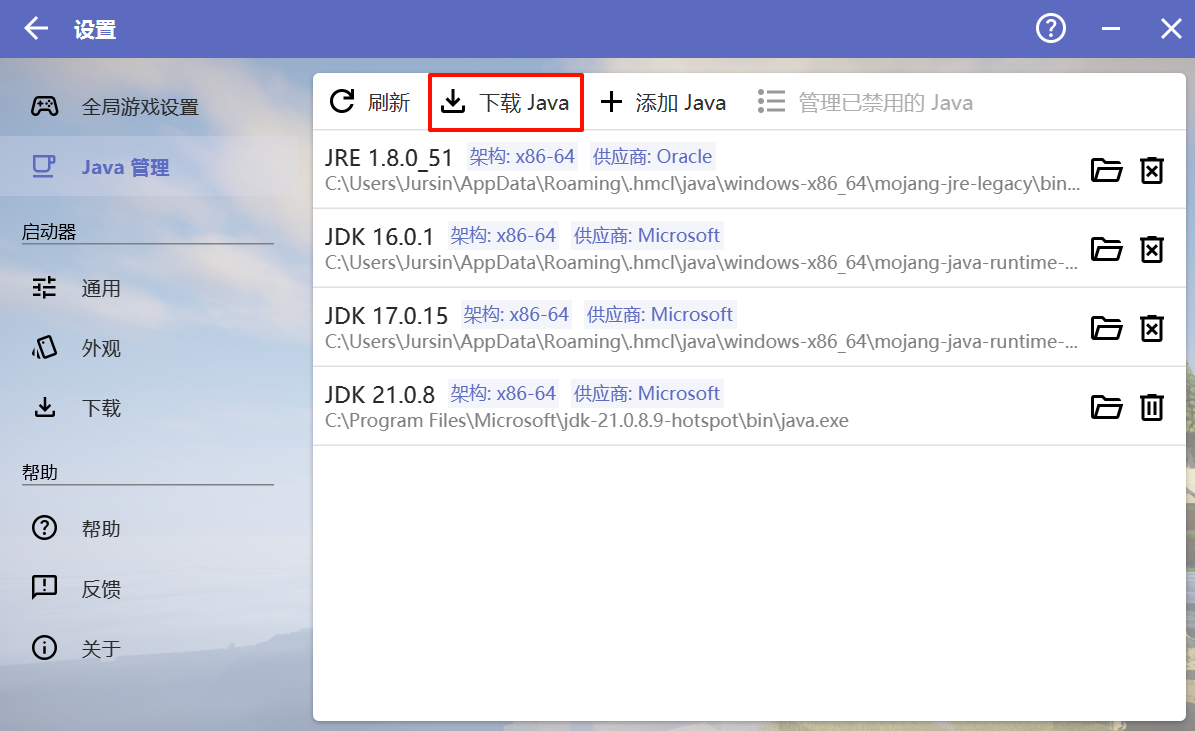 设置
全局游戏设置
Java 管理
启动器
通用
外观
下载
帮助
帮助
反馈
关于
刷新 下载 Java 添加 Java 管理已禁用的 Java
JRE 1.8.0_51 架构: x86-64 供应商: Oracle
C:\Users\Jursin\AppData\Roaming\.hmcl\java\windows-x86_64\mojang-jre-legacy\bin...
JDK 16.0.1 架构: x86-64 供应商: Microsoft
C:\Users\Jursin\AppData\Roaming\.hmcl\java\windows-x86_64\mojang-java-runtime-...
JDK 17.0.15 架构: x86-64 供应商: Microsoft
C:\Users\Jursin\AppData\Roaming\.hmcl\java\windows-x86_64\mojang-java-runtime-...
JDK 21.0.8 架构: x86-64 供应商: Microsoft
C:\Program Files\Microsoft\jdk-21.0.8.9-hotspot\bin\java.exe